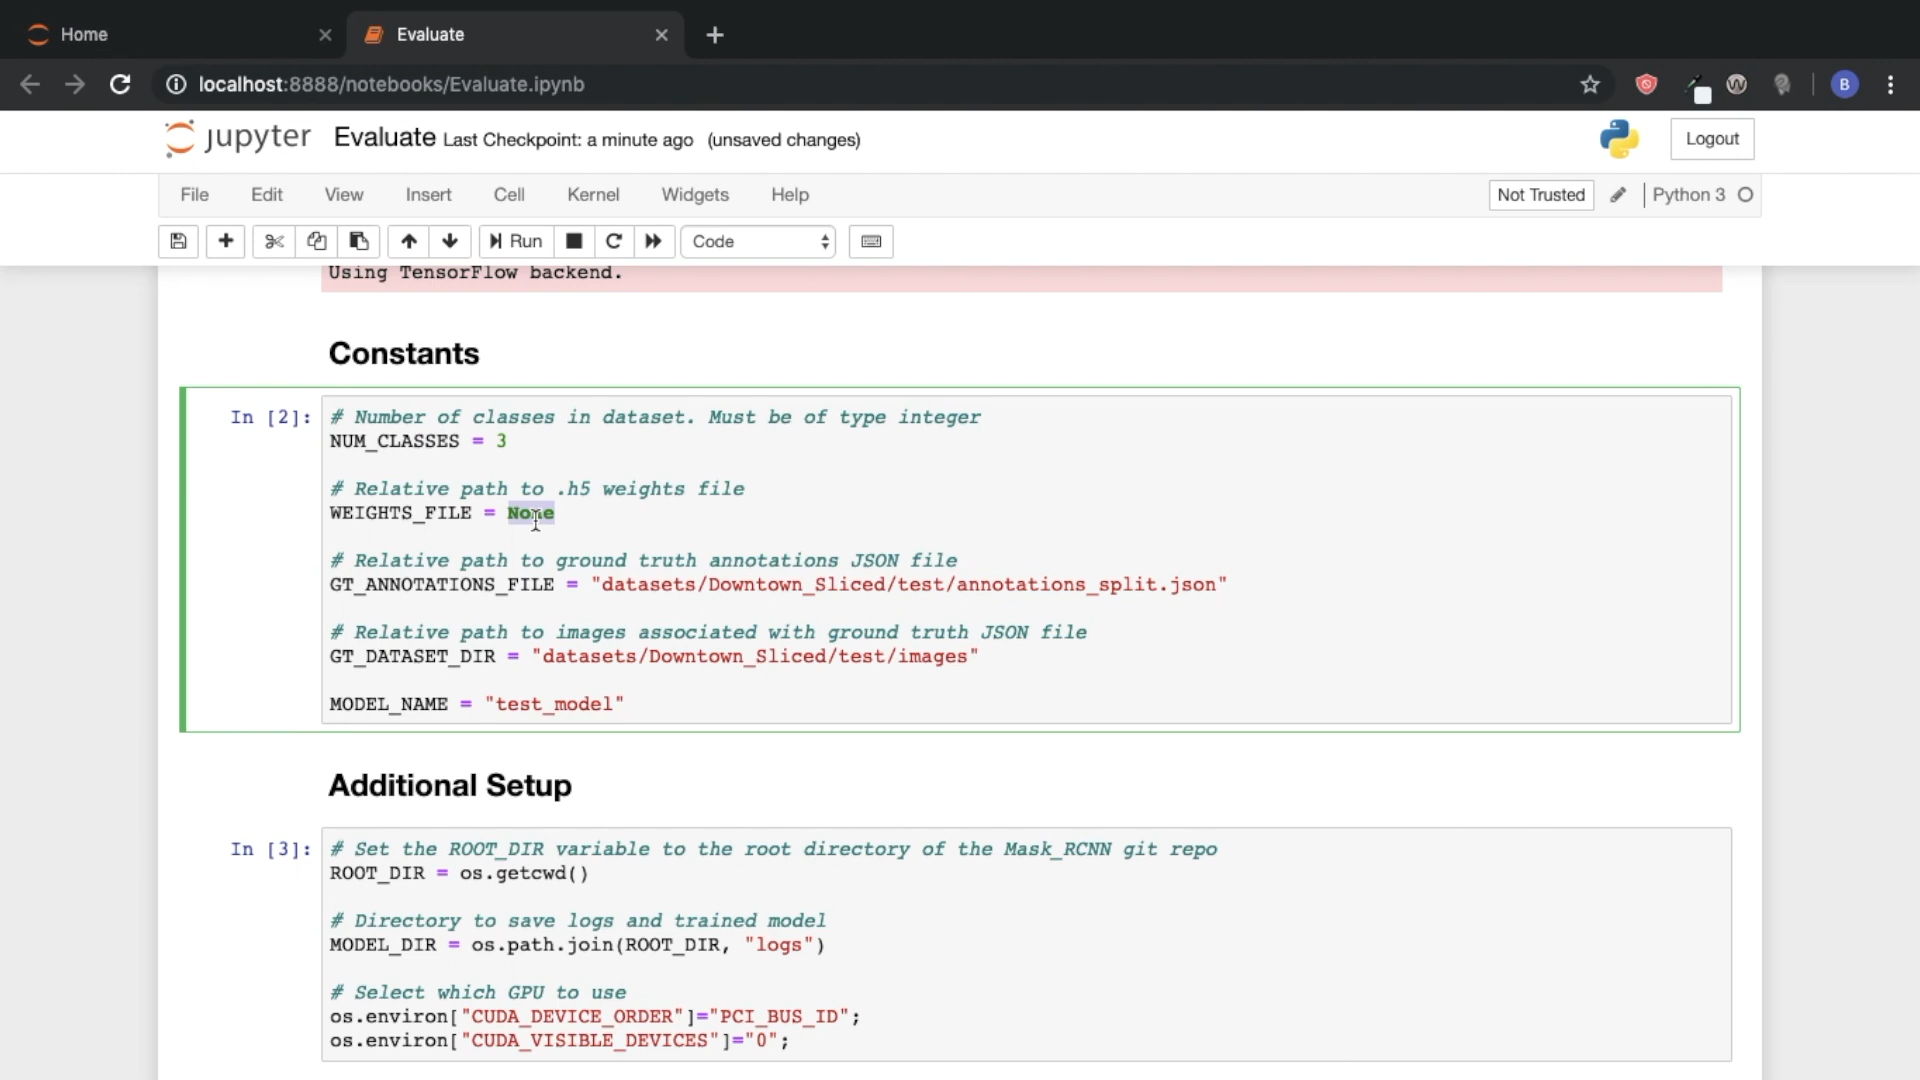 Home
Evaluate
localhost:8888/notebooks/Evaluate.ipynb
B
jupyter Evaluate Last Checkpoint: a minute ago (unsaved changes)
Logout
File Edit View Insert Cell Kernel Widgets Help
Not Trusted
Python 3
Run
Code
Using TensorFlow backend.
Constants
In [2]:
# Number of classes in dataset. Must be of type integer
NUM_CLASSES = 3
# Relative path to .h5 weights file
WEIGHTS_FILE = None
# Relative path to ground truth annotations JSON file
GT_ANNOTATIONS_FILE = "datasets/Downtown_Sliced/test/annotations_split.json"
# Relative path to images associated with ground truth JSON file
GT_DATASET_DIR = "datasets/Downtown_Sliced/test/images"
MODEL_NAME = "test_model"
Additional Setup
In [3]:
# Set the ROOT_DIR variable to the root directory of the Mask_RCNN git repo
ROOT_DIR = os.getcwd()
# Directory to save logs and trained model
MODEL_DIR = os.path.join(ROOT_DIR, "logs")
# Select which GPU to use
os.environ["CUDA_DEVICE_ORDER"]="PCI_BUS_ID";
os.environ["CUDA_VISIBLE_DEVICES"]="0";